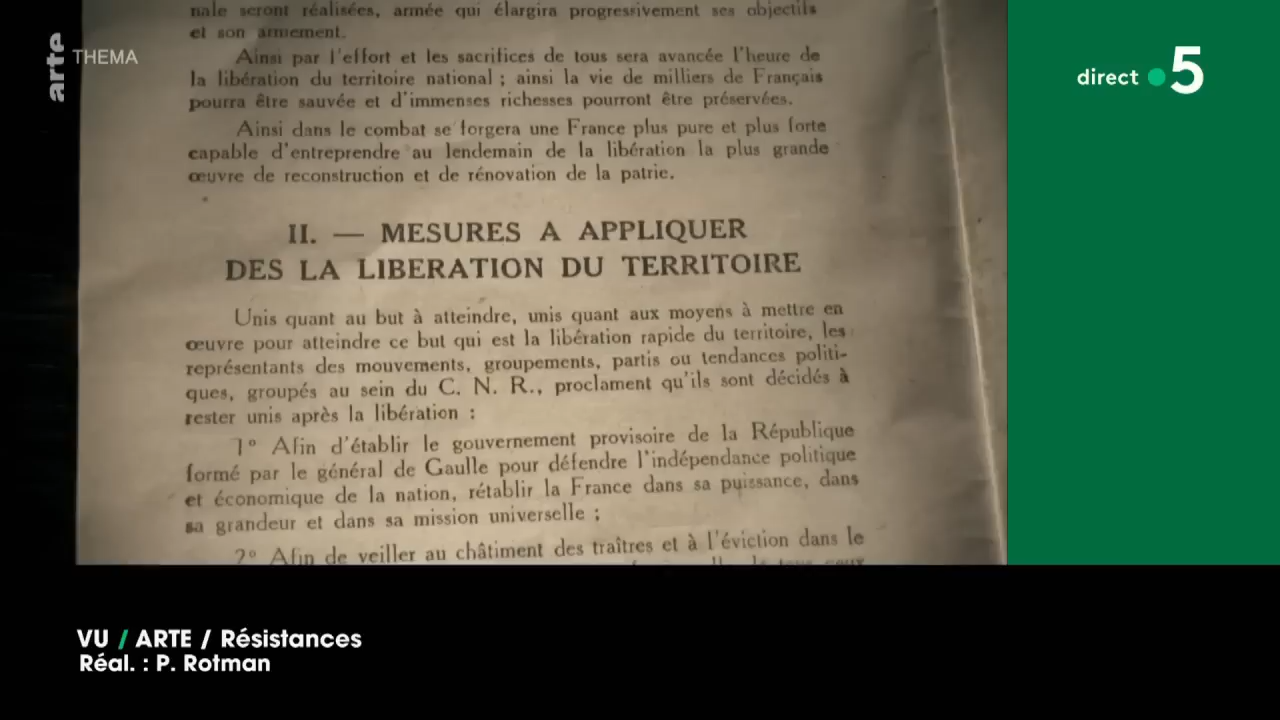 nale seront réalisées, armée qui élargira progressivement ses objectifs
et son armement.
Ainsi par l'effort et les sacrifices de tous sera avancée l'heure de
la libération du territoire national ; ainsi la vie de milliers de Français
pourra être sauvée et d'immenses richesses pourront être préservées.
Ainsi dans le combat se forgera une France plus pure et plus forte
capable d'entreprendre au lendemain de la libération la plus grande
œuvre de reconstruction et de rénovation de la patrie.
II. — MESURES A APPLIQUER
DES LA LIBERATION DU TERRITOIRE
Unis quant au but à atteindre, unis quant aux moyens à mettre en
œuvre pour atteindre ce but qui est la libération rapide du territoire, les
représentants des mouvements, groupements, partis ou tendances politi-
ques, groupés au sein du C. N. R., proclament qu'ils sont décidés à
rester unis après la libération :
1° Afin d'établir le gouvernement provisoire de la République
formé par le général de Gaulle pour défendre l'indépendance politique
et économique de la nation, rétablir la France dans sa puissance, dans
sa grandeur et dans sa mission universelle ;
2° Afin de veiller au châtiment des traîtres et à l'éviction dans le
arte THEMA
direct 5
VU / ARTE / Résistances
Réal. : P. Rotman